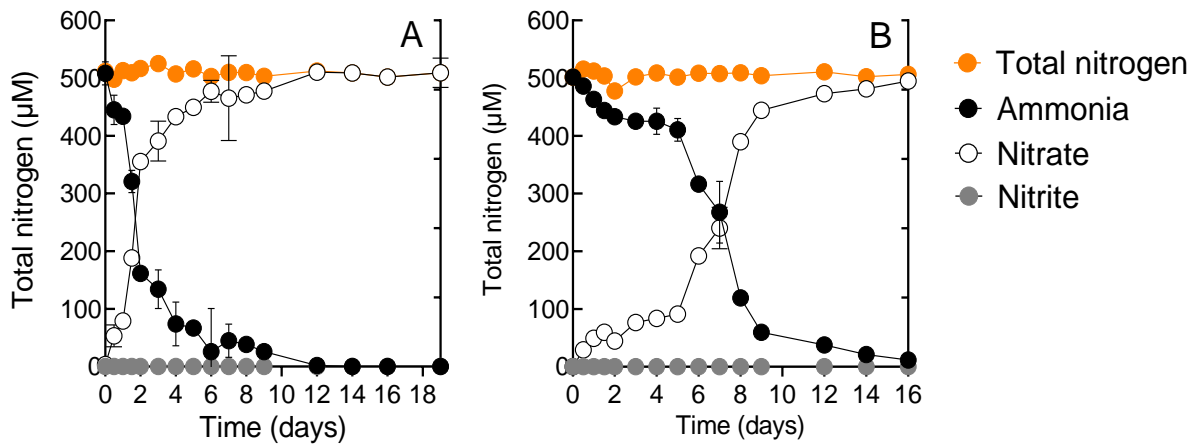 A
Total nitrogen (µM)
600
500
400
300
200
100
0
0 2 4 6 8 10 12 14 16 18
Time (days)
B
Total nitrogen (µM)
600
500
400
300
200
100
0
0 2 4 6 8 10 12 14 16
Time (days)
Total nitrogen
Ammonia
Nitrate
Nitrite